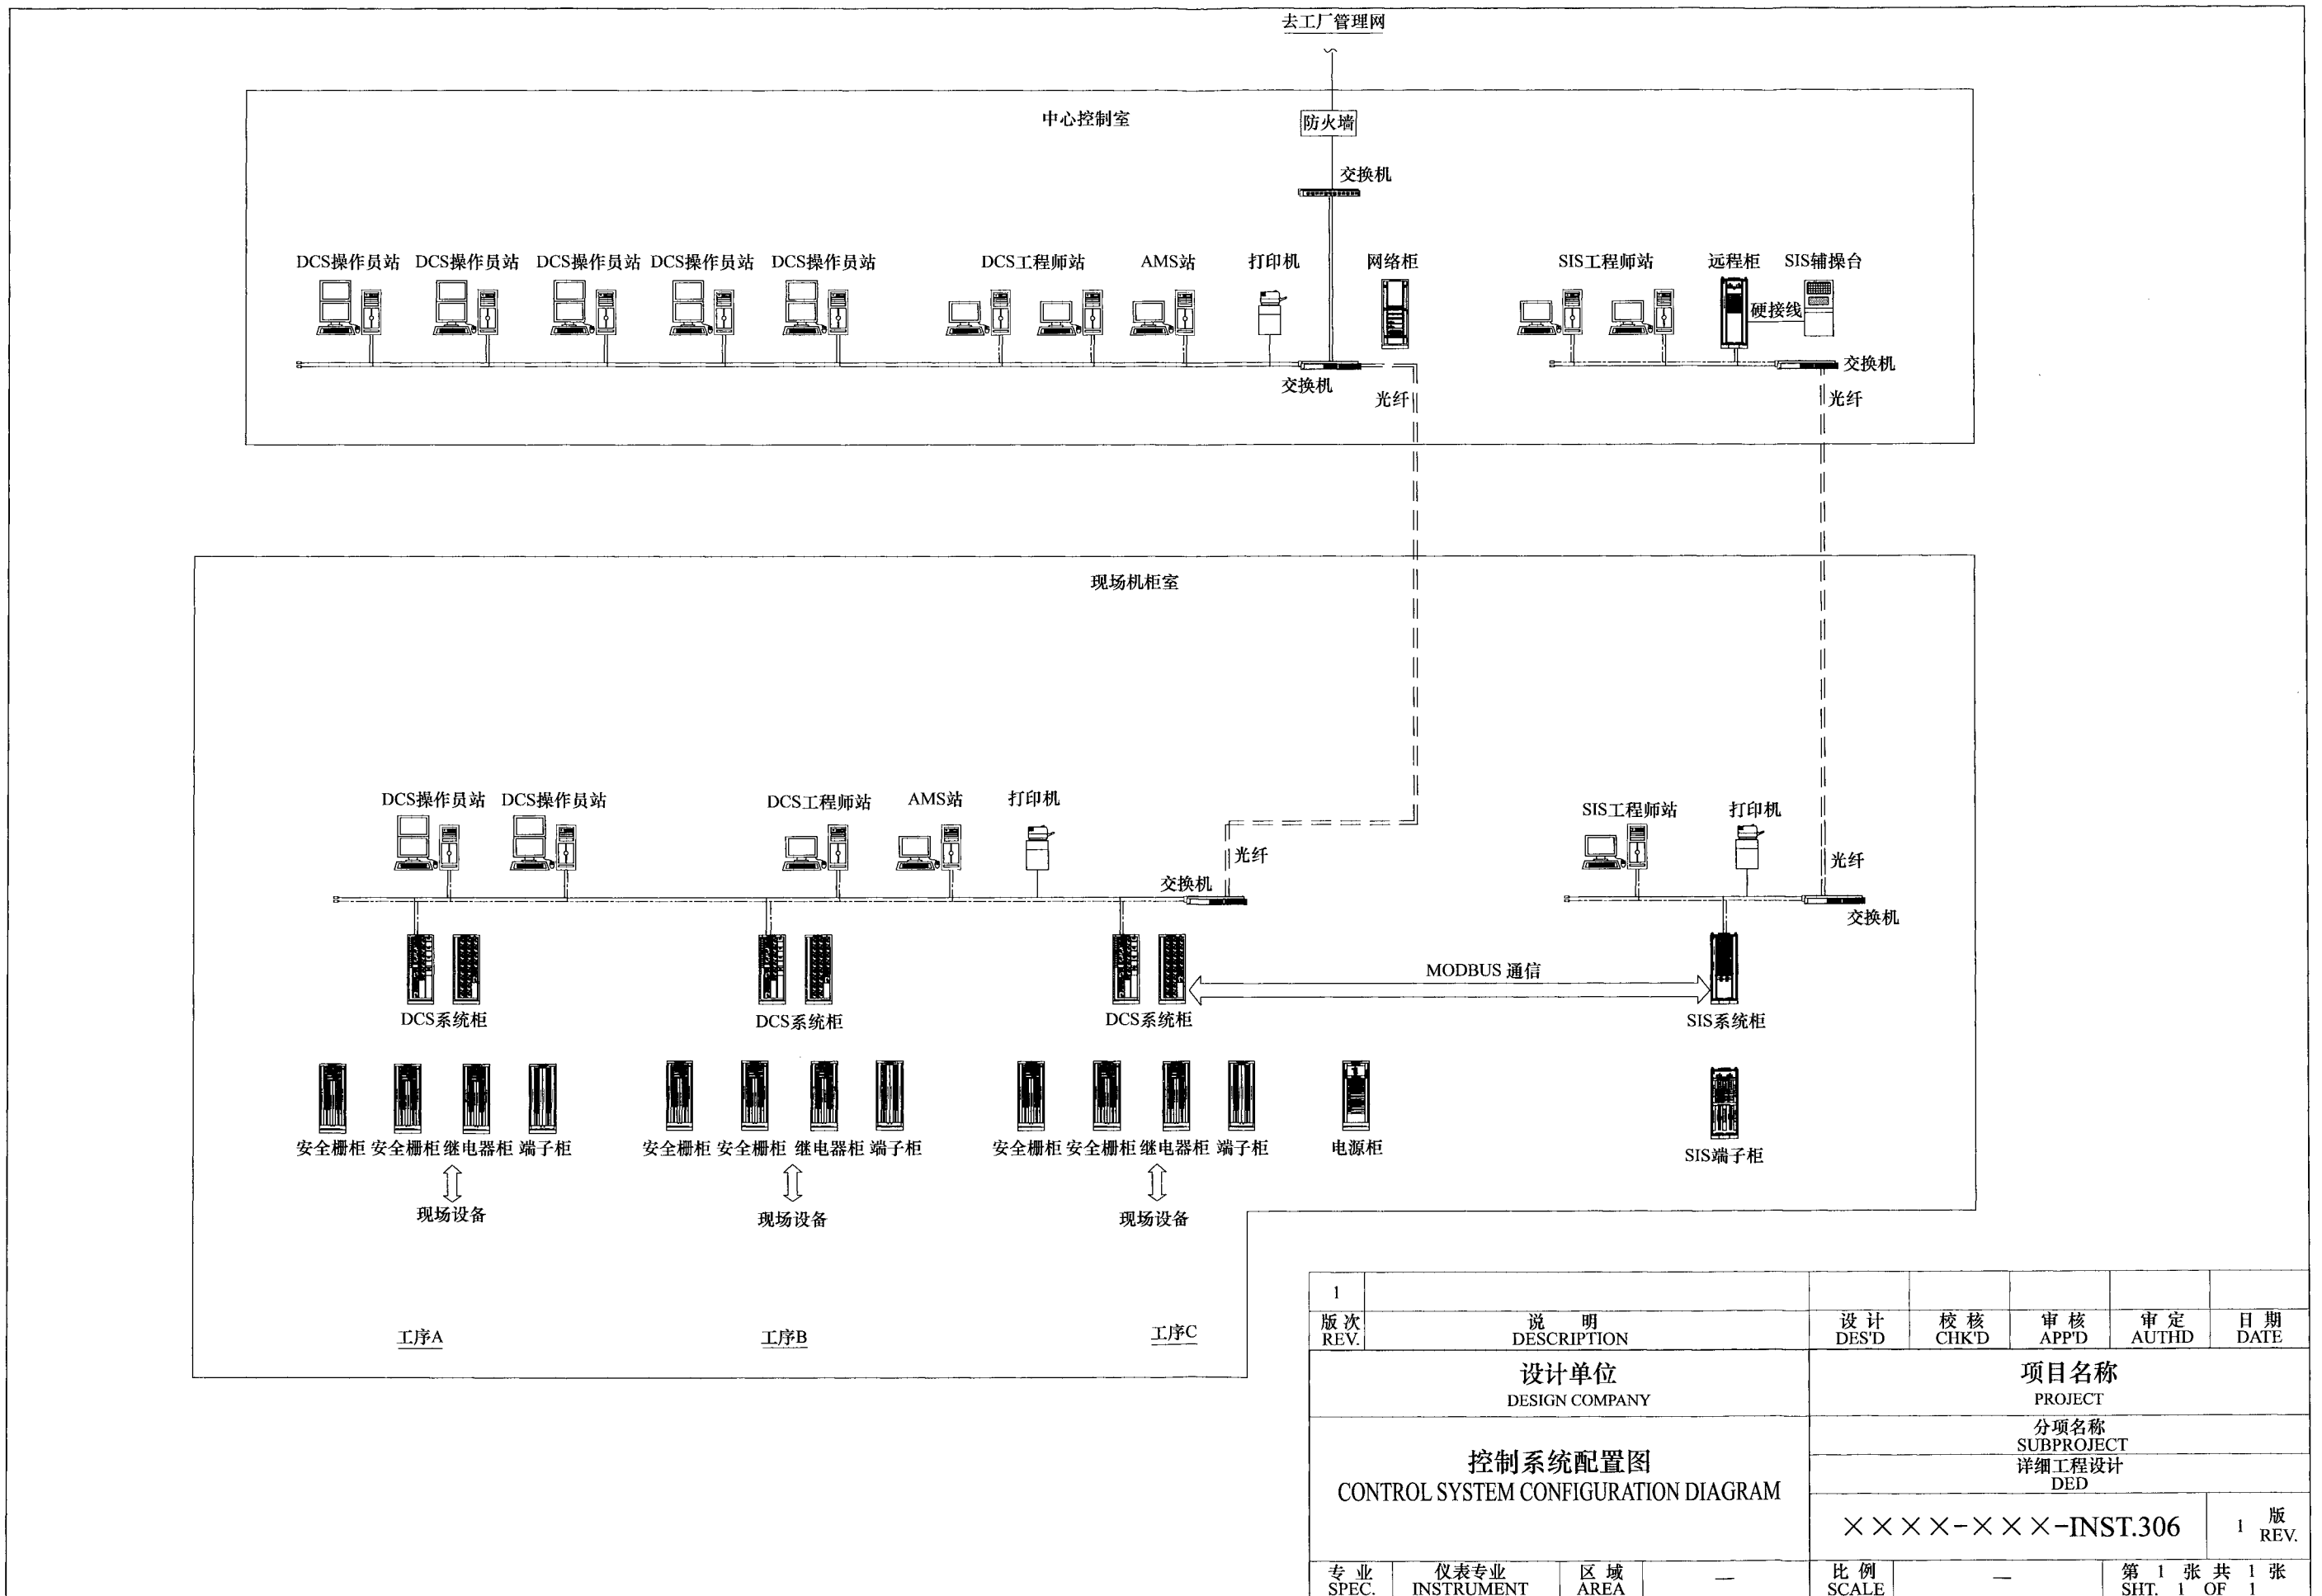 去工厂管理网
中心控制室
防火墙
交换机
DCS操作员站 DCS操作员站 DCS操作员站 DCS操作员站 DCS操作员站 DCS工程师站 AMS站 打印机 网络柜 SIS工程师站 远程柜 SIS辅操台
硬接线
交换机
交换机
光纤
光纤
现场机柜室
DCS操作员站 DCS操作员站 DCS工程师站 AMS站 打印机 SIS工程师站 打印机
光纤
光纤
交换机
交换机
MODBUS 通信
DCS系统柜 DCS系统柜 DCS系统柜 SIS系统柜
安全栅柜 安全栅柜 继电器柜 端子柜 安全栅柜 安全栅柜 继电器柜 端子柜 安全栅柜 安全栅柜 继电器柜 端子柜 电源柜 SIS端子柜
现场设备 现场设备 现场设备
工序A 工序B 工序C
1
版次 说 明 设 计 校 核 审 核 审 定 日 期
REV. DESCRIPTION DES'D CHK'D APP'D AUTHD DATE
设计单位
DESIGN COMPANY
项目名称
PROJECT
分项名称
SUBPROJECT
控制系统配置图
CONTROL SYSTEM CONFIGURATION DIAGRAM
详细工程设计
DED
××××-×××-INST.306 1 版
REV.
专 业 仪表专业 区 域 — 比 例 — 第 1 张 共 1 张
SPEC. INSTRUMENT AREA SCALE SHT. 1 OF 1